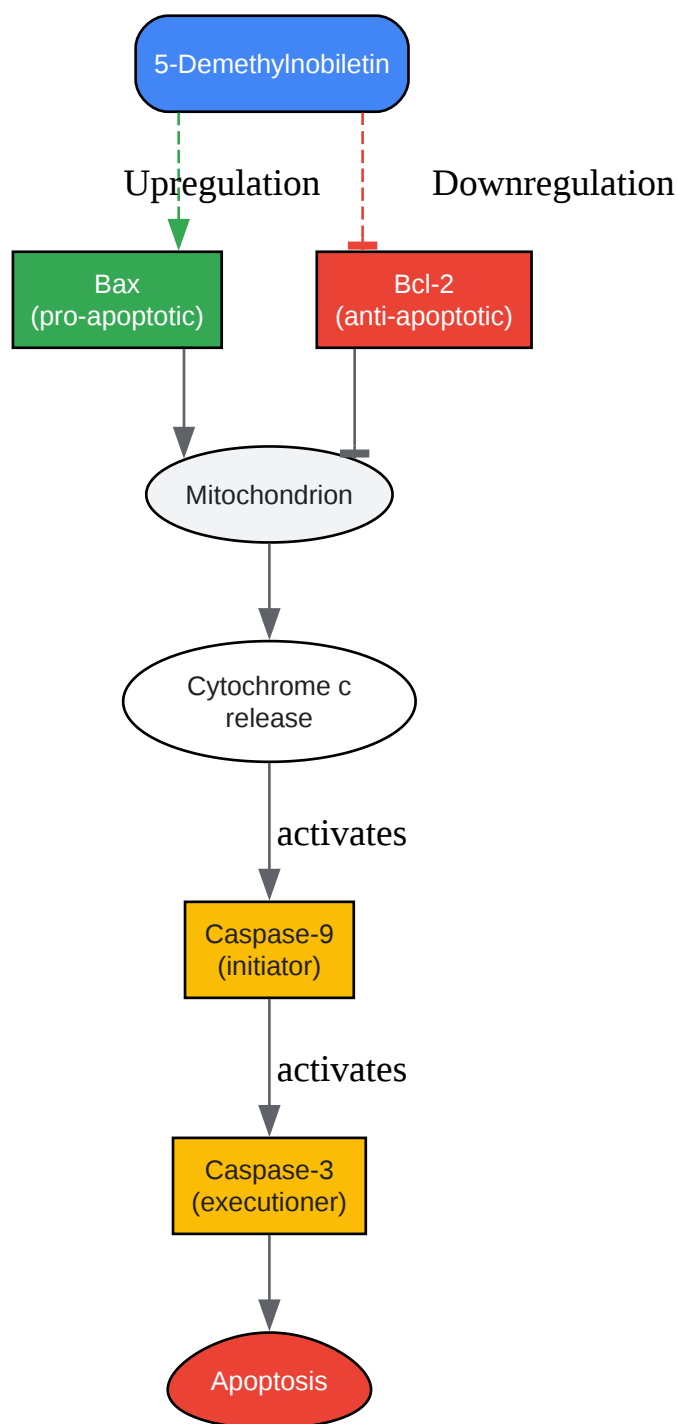 5-Demethylnobiletin
Upregulation
Downregulation
Bax
(pro-apoptotic)
Bcl-2
(anti-apoptotic)
Mitochondrion
Cytochrome c
release
activates
Caspase-9
(initiator)
activates
Caspase-3
(executioner)
Apoptosis